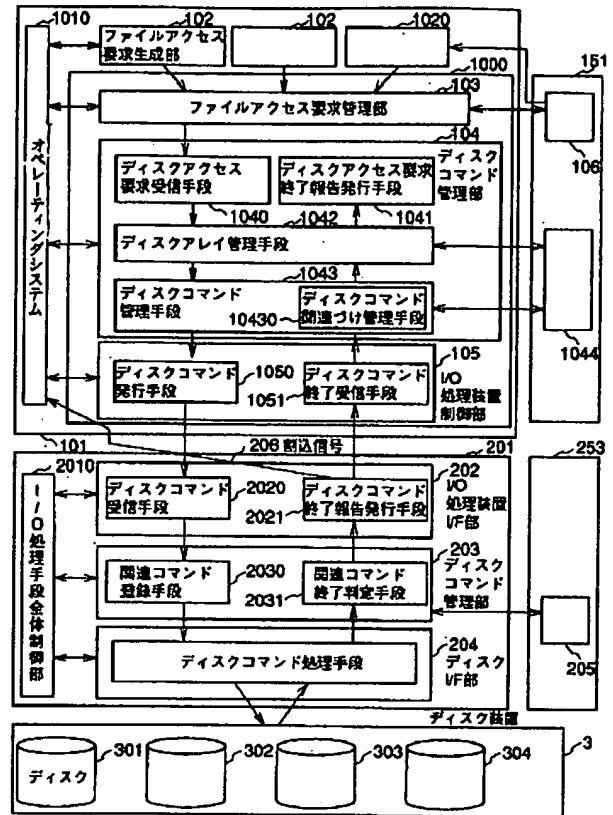 1010
102
102
1020
ファイルアクセス
要求生成部
1000
151
103
ファイルアクセス要求管理部
106
オペレーティングシステム
104
ディスクアクセス
要求受信手段
ディスクアクセス要求
終了報告発行手段
ディスク
コマンド
管理部
1040
1042
1041
ディスクアレイ管理手段
1043
ディスクコマンド
管理手段
ディスクコマンド
関連づけ管理手段
10430
1044
105
ディスクコマンド
発行手段
1050
ディスクコマンド
終了受信手段
1051
I/O
処理装置
制御部
101
206 割込信号
201
2010
253
202
ディスクコマンド
受信手段
2020
ディスクコマンド
終了報告発行手段
2021
I/O
処理装置
I/F部
I/O処理手段全体制御部
203
関連コマンド
登録手段
2030
関連コマンド
終了判定手段
2031
ディスク
コマンド
管理部
204
ディスクコマンド処理手段
ディスク
I/F部
205
ディスク装置
301
302
303
304
3
ディスク